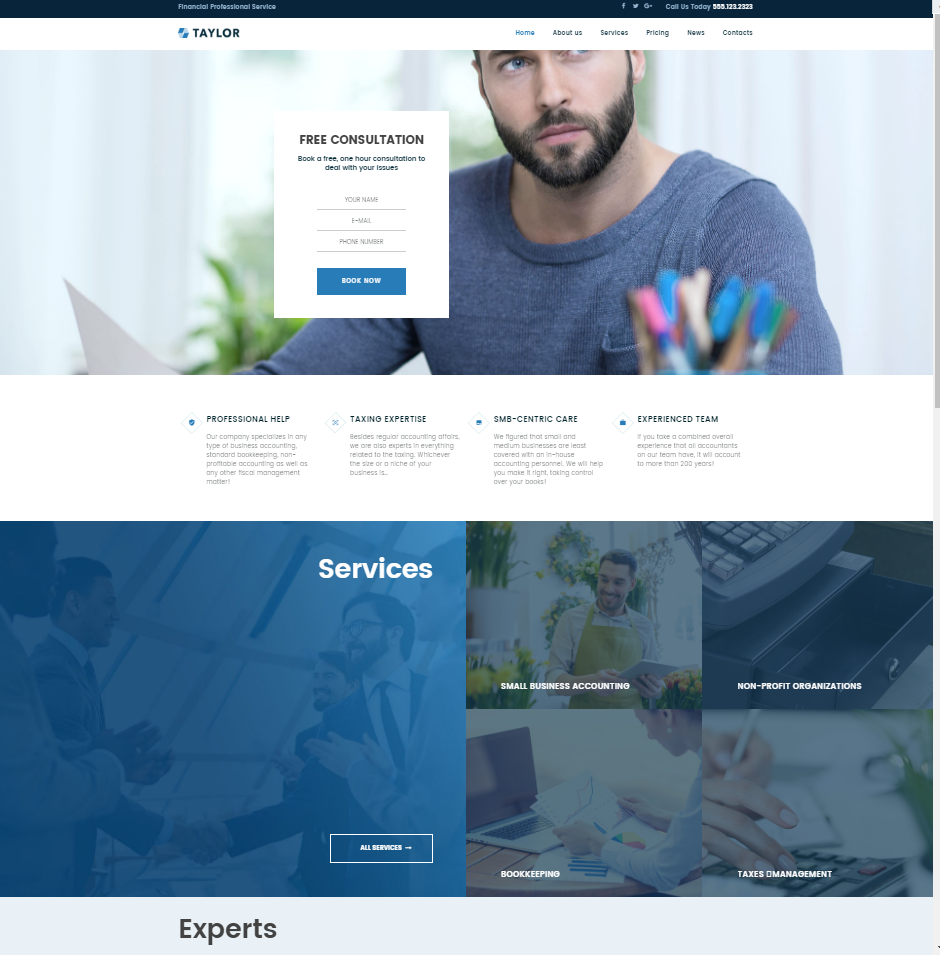 Financial Professional Service
Call Us Today 555.123.2323
TAYLOR
Home
About us
Services
Pricing
News
Contacts
FREE CONSULTATION
Book a free, one hour consultation to
deal with your issues
YOUR NAME
E-MAIL
PHONE NUMBER
BOOK NOW
PROFESSIONAL HELP
Our company specializes in any
type of business accounting,
standard bookkeeping, non-
profitable accounting as well as
any other fiscal management
matter!
TAXING EXPERTISE
Besides regular accounting affairs,
we are also experts in everything
related to the taxing. Whichever
the size or a niche of your
business is...
SMB-CENTRIC CARE
We figured that small and
medium businesses are least
covered with an in-house
accounting personnel. We will help
you make it right, taking control
over your books!
EXPERIENCED TEAM
If you take a combined overall
experience that all accountants
on our team have, it will account
to more than 200 years!
Services
ALL SERVICES →
SMALL BUSINESS ACCOUNTING
NON-PROFIT ORGANIZATIONS
BOOKKEEPING
TAXES MANAGEMENT
Experts